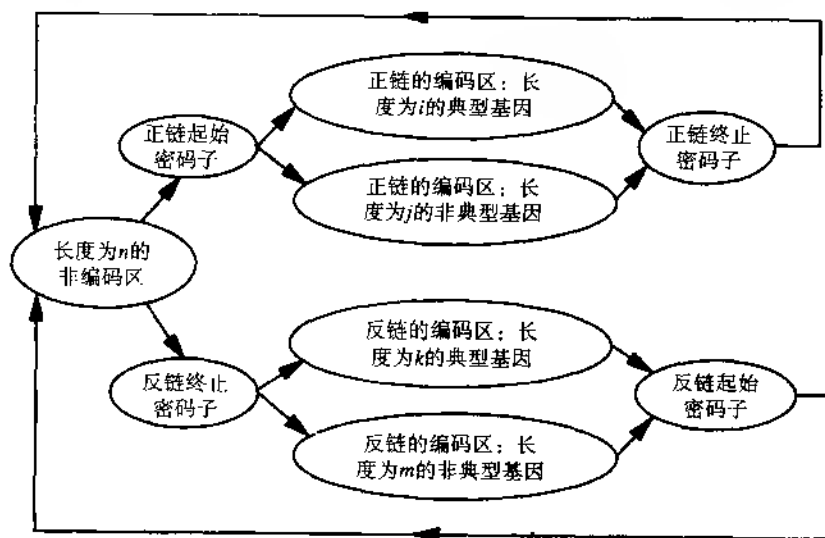 正链的编码区：长
度为i的典型基因
正链起始
密码子
正链终止
密码子
正链的编码区：长
度为j的非典型基因
长度为n的
非编码区
反链的编码区：长
度为k的典型基因
反链终止
密码子
反链起始
密码子
反链的编码区：长
度为m的非典型基因